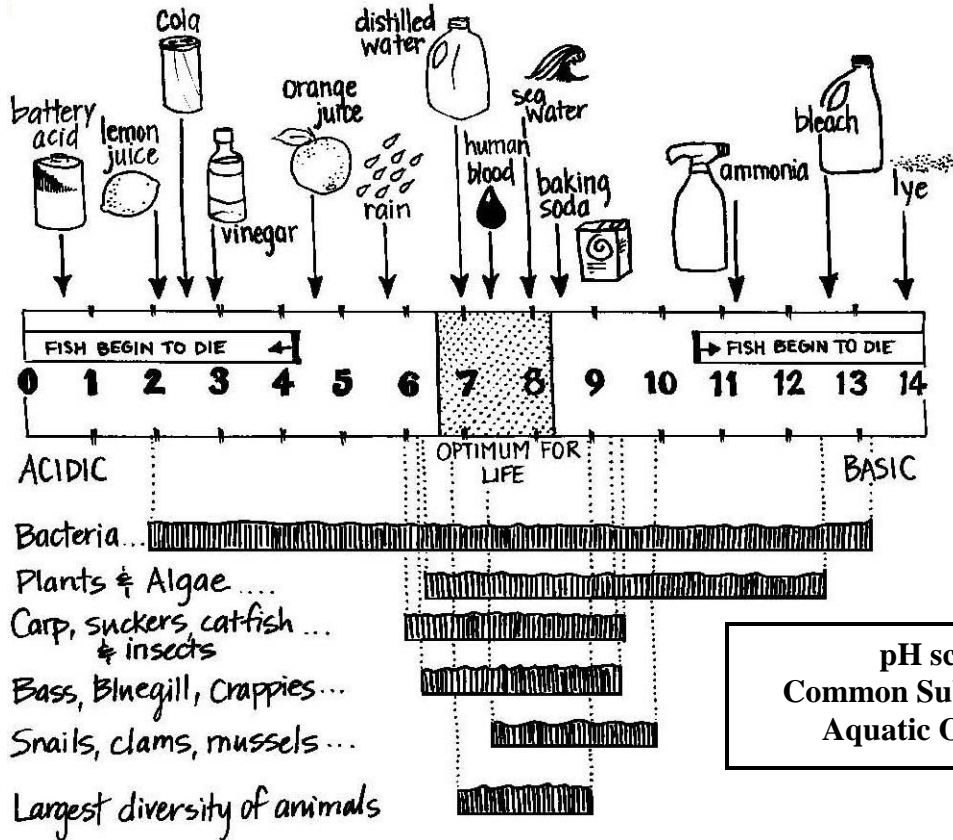 cola
distilled
water
battery
acid
lemon
juice
vinegar
orange
juice
rain
human
blood
sea
water
baking
soda
ammonia
bleach
lye
FISH BEGIN TO DIE
FISH BEGIN TO DIE
0 1 2 3 4 5 6 7 8 9 10 11 12 13 14
ACIDIC
OPTIMUM FOR
LIFE
BASIC
Bacteria...
Plants & Algae ....
Carp, suckers, catfish ...
& insects
Bass, Bluegill, Crappies...
Snails, clams, mussels ...
Largest diversity of animals
pH
Common
Aquatic